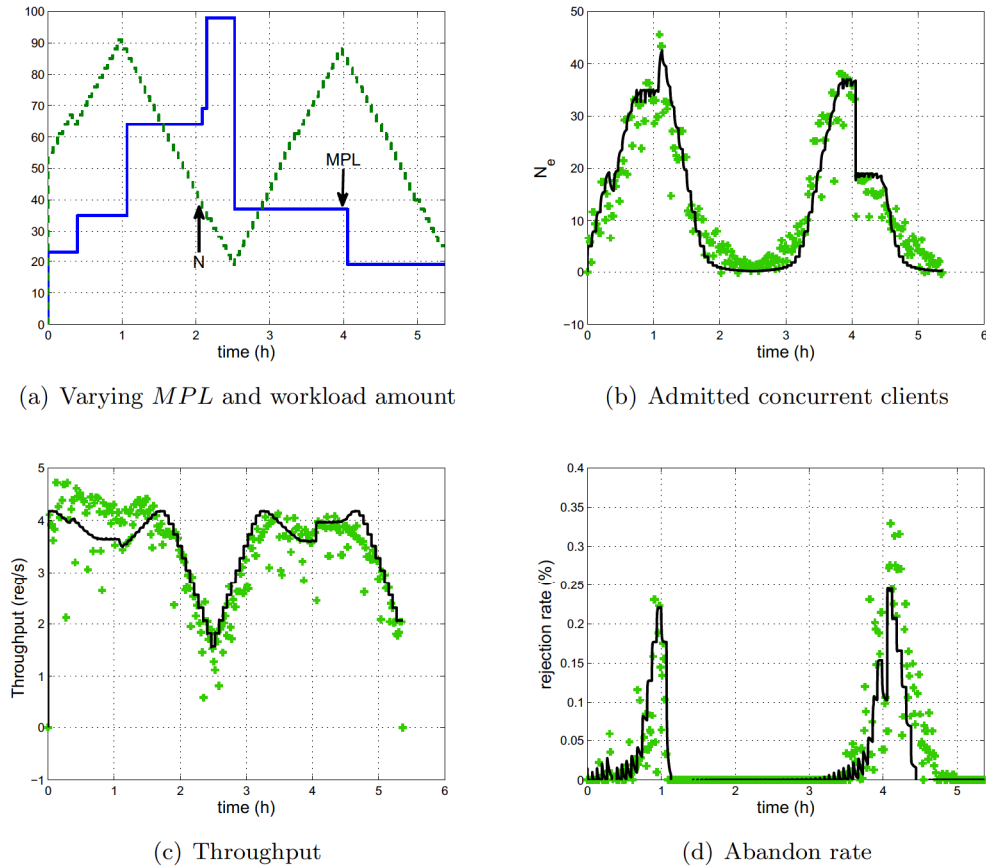 100
90
80
70
60
50
40
30
20
10
0
MPL
N
0 1 2 3 4 5
time (h)
(a) Varying MPL and workload amount
50
40
30
20
10
0
−10
N_e
0 1 2 3 4 5 6
time (h)
(b) Admitted concurrent clients
5
4
3
2
1
0
−1
Throughput (req/s)
0 1 2 3 4 5 6
time (h)
(c) Throughput
0.4
0.35
0.3
0.25
0.2
0.15
0.1
0.05
0
rejection rate (%)
0 1 2 3 4 5
time (h)
(d) Abandon rate